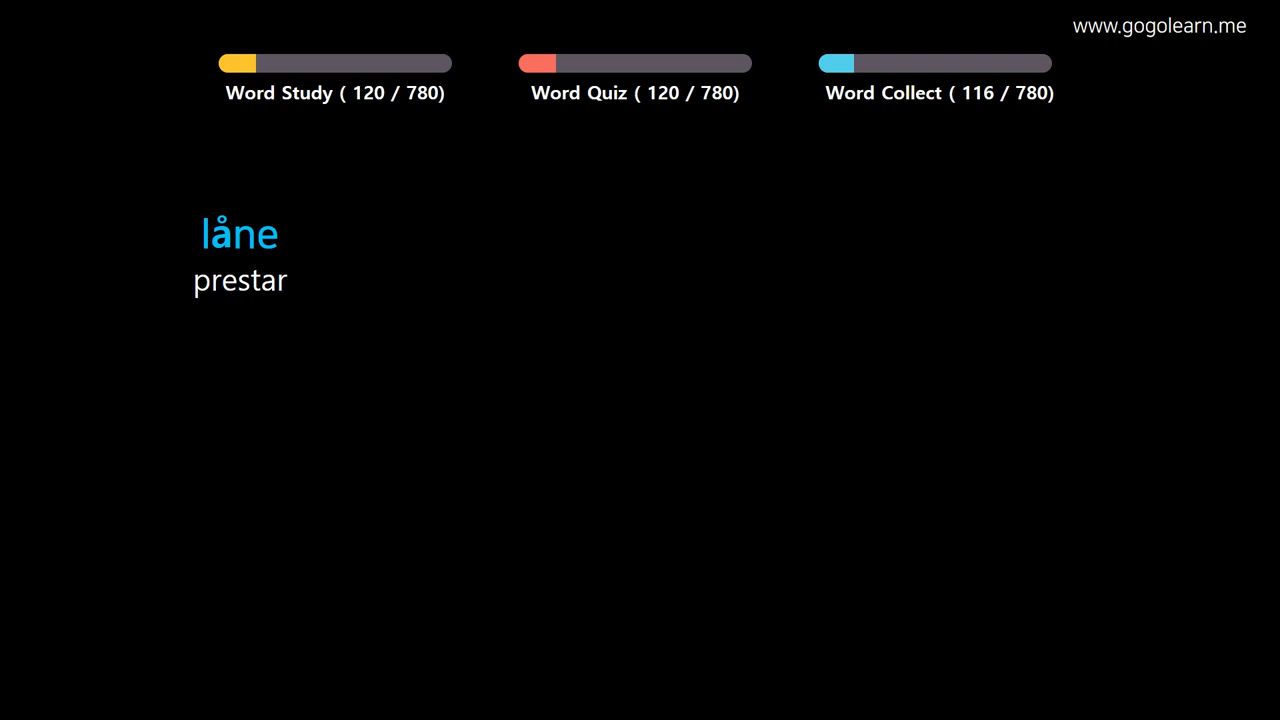 www.gogolearn.me
Word Study ( 120 / 780)
Word Quiz ( 120 / 780)
Word Collect ( 116 / 780)
låne
prestar